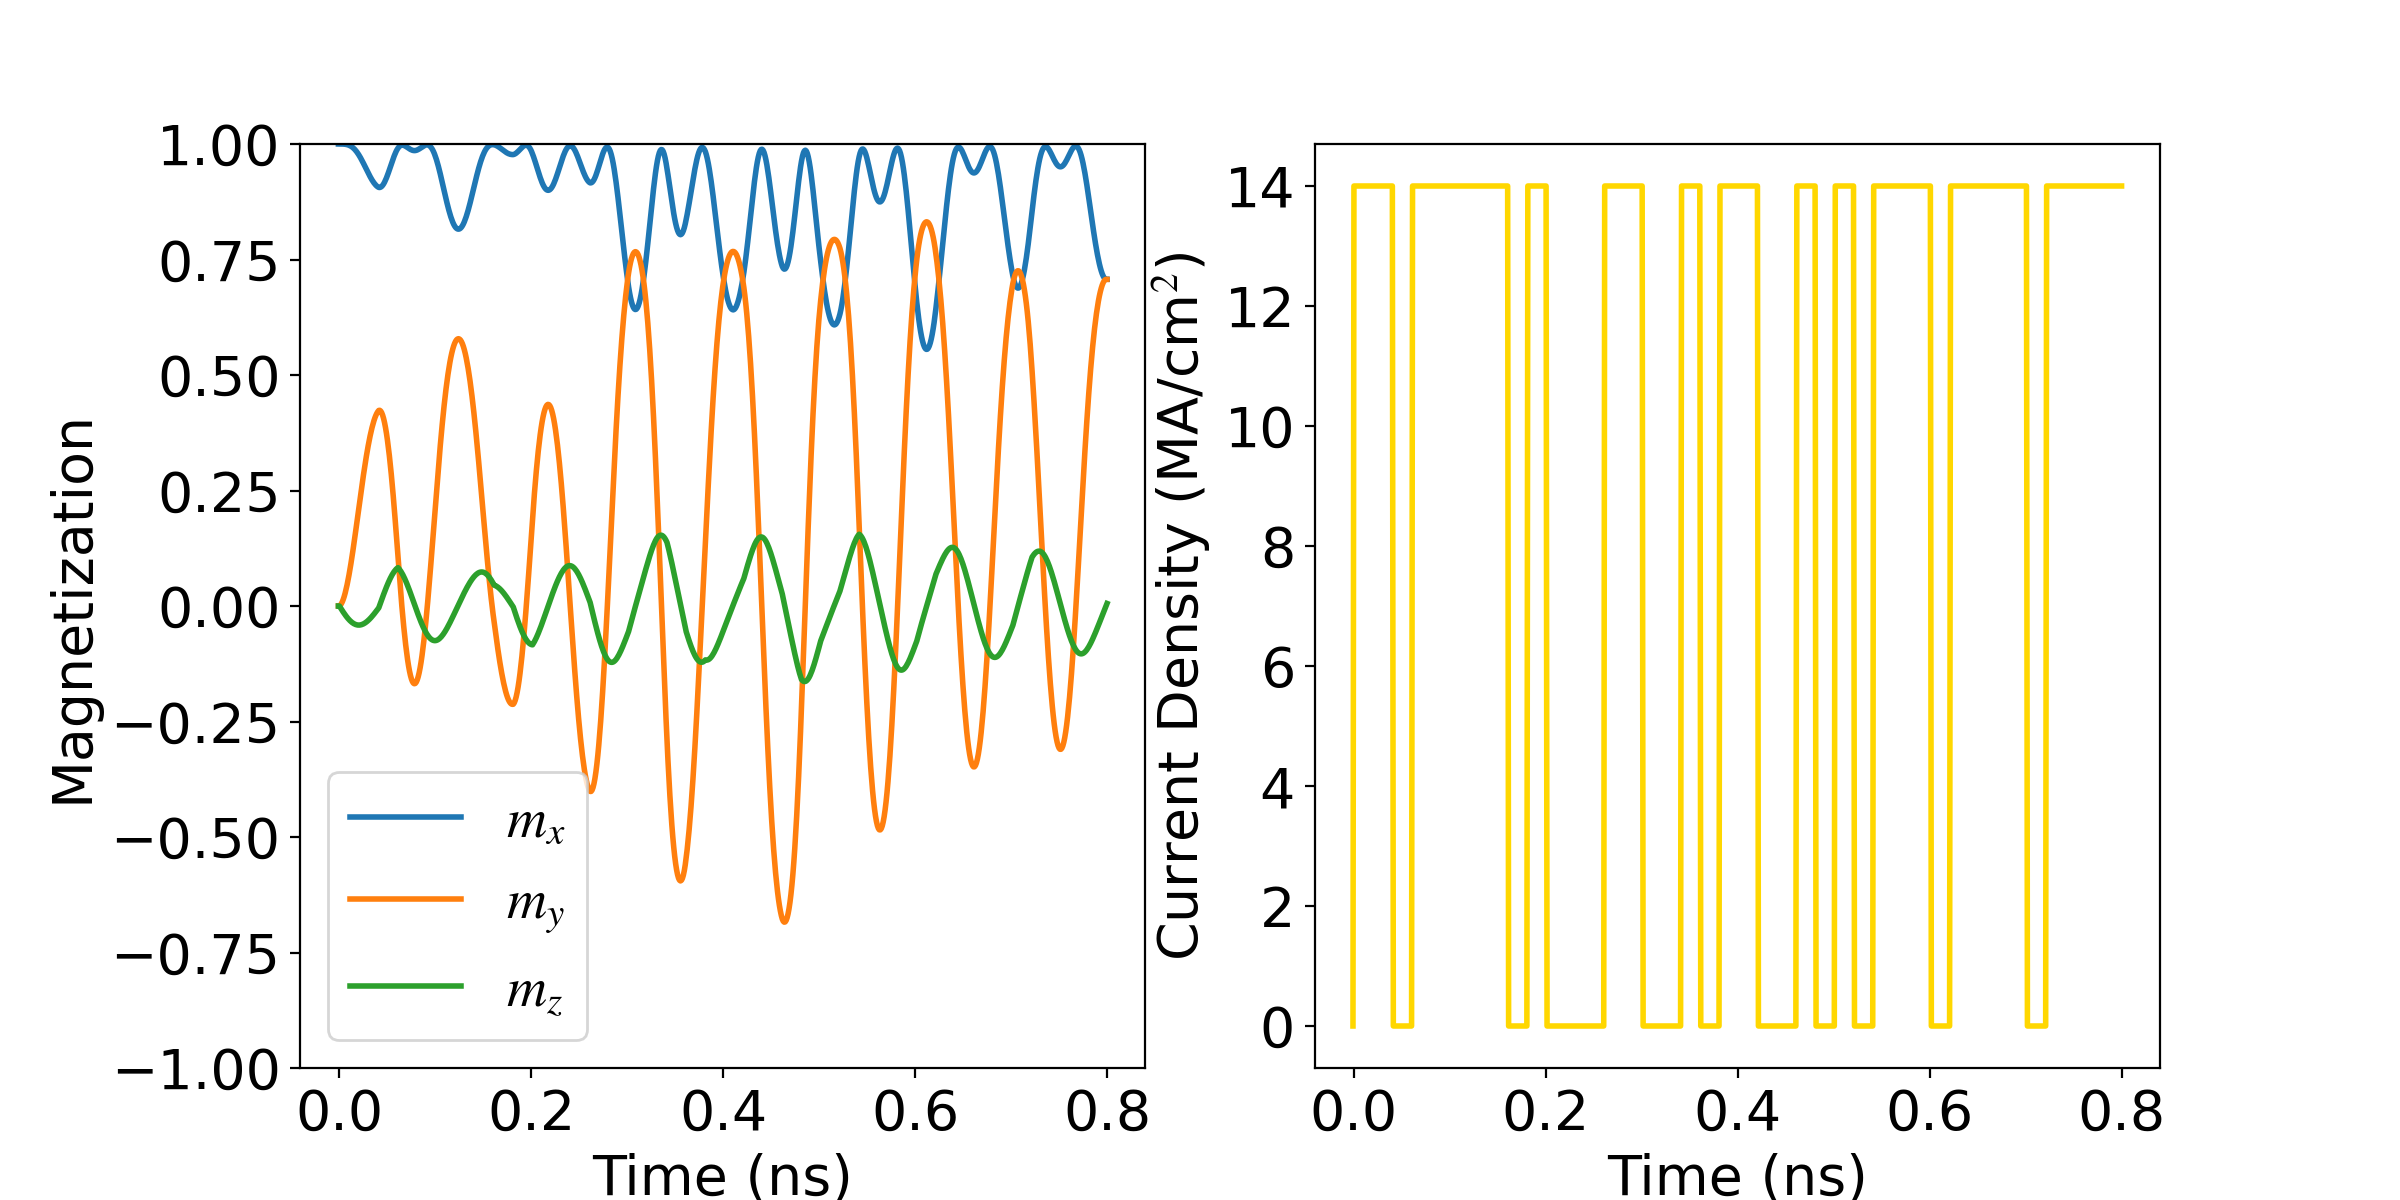 1.00
0.75
0.50
0.25
0.00
−0.25
−0.50
−0.75
−1.00
Magnetization
m_x
m_y
m_z
0.0 0.2 0.4 0.6 0.8
Time (ns)
14
12
10
8
6
4
2
0
Current Density (MA/cm²)
0.0 0.2 0.4 0.6 0.8
Time (ns)